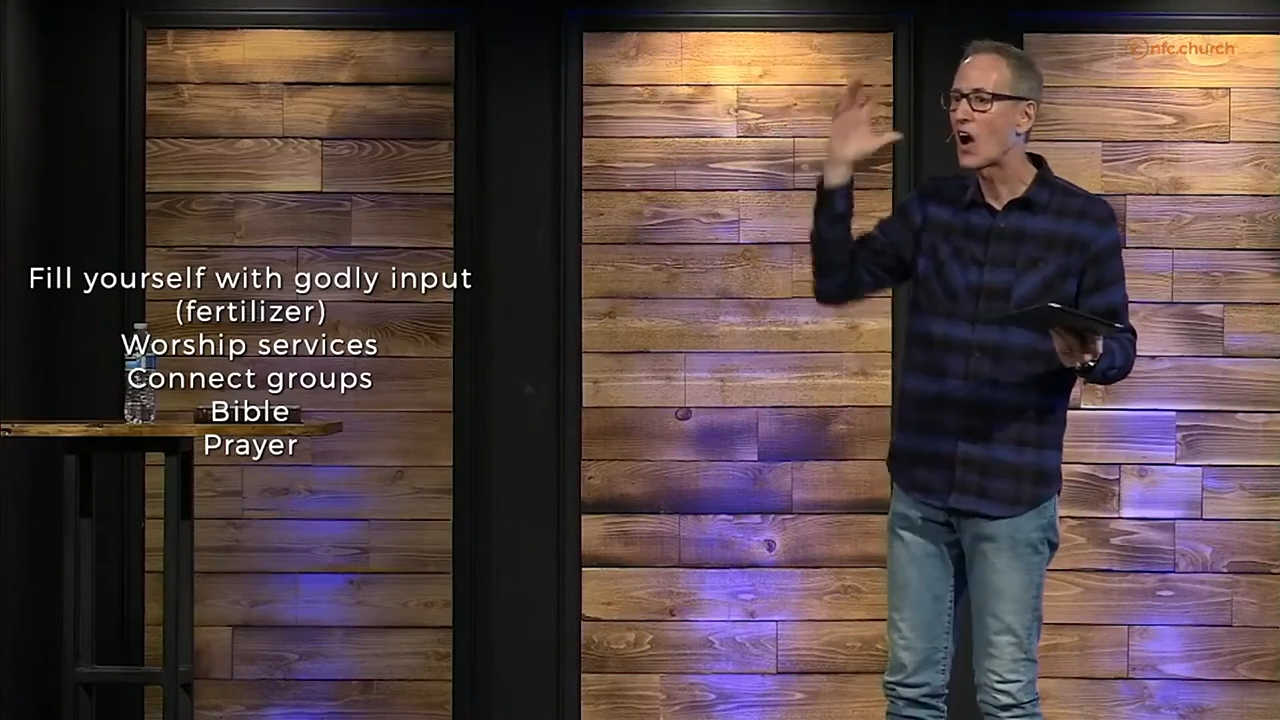 nfc.church
Fill yourself with godly input
(fertilizer)
Worship services
Connect groups
Bible
Prayer